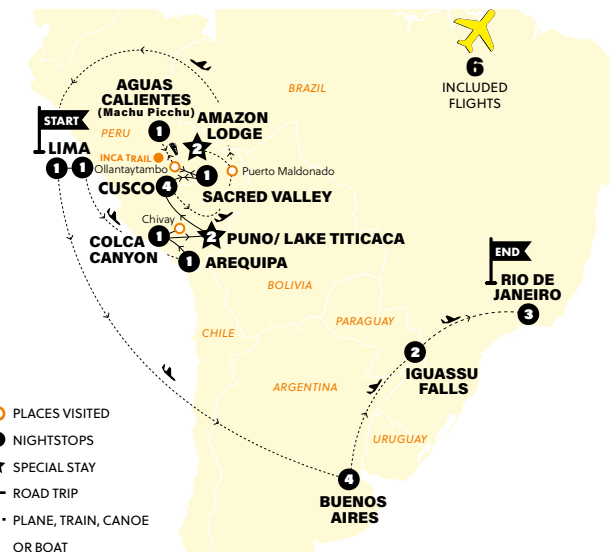 6
INCLUDED
FLIGHTS
BRAZIL
AGUAS
CALIENTES
(Machu Picchu)
1
START
PERU
AMAZON
LODGE
2
LIMA
1
1
INCA TRAIL
Ollantaytambo
Puerto Maldonado
CUSCO
4
1
SACRED VALLEY
Chivay
COLCA
CANYON
1
2
PUNO/ LAKE TITICACA
1
AREQUIPA
END
RIO DE
JANEIRO
3
BOLIVIA
PARAGUAY
CHILE
2
IGUASSU
FALLS
ARGENTINA
URUGUAY
4
BUENOS
AIRES
PLACES VISITED
NIGHTSTOPS
SPECIAL STAY
ROAD TRIP
PLANE, TRAIN, CANOE
OR BOAT